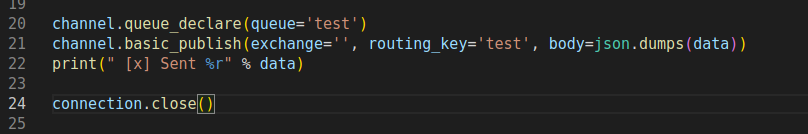 19
20 channel.queue_declare(queue='test')
21 channel.basic_publish(exchange='', routing_key='test', body=json.dumps(data))
22 print(" [x] Sent %r" % data)
23
24 connection.close()
25